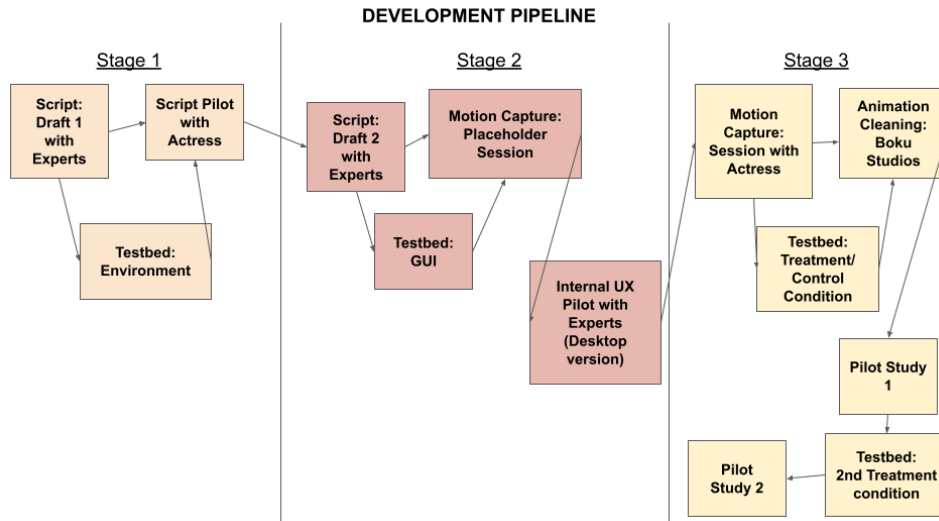 DEVELOPMENT PIPELINE
Stage 1
Script:
Draft 1
with
Experts
Script Pilot
with
Actress
Testbed:
Environment
Stage 2
Script:
Draft 2
with
Experts
Motion Capture:
Placeholder
Session
Testbed:
GUI
Internal UX
Pilot with
Experts
(Desktop
version)
Stage 3
Motion
Capture:
Session with
Actress
Animation
Cleaning:
Boku
Studios
Testbed:
Treatment/
Control
Condition
Pilot Study
1
Testbed:
2nd Treatment
condition
Pilot
Study 2